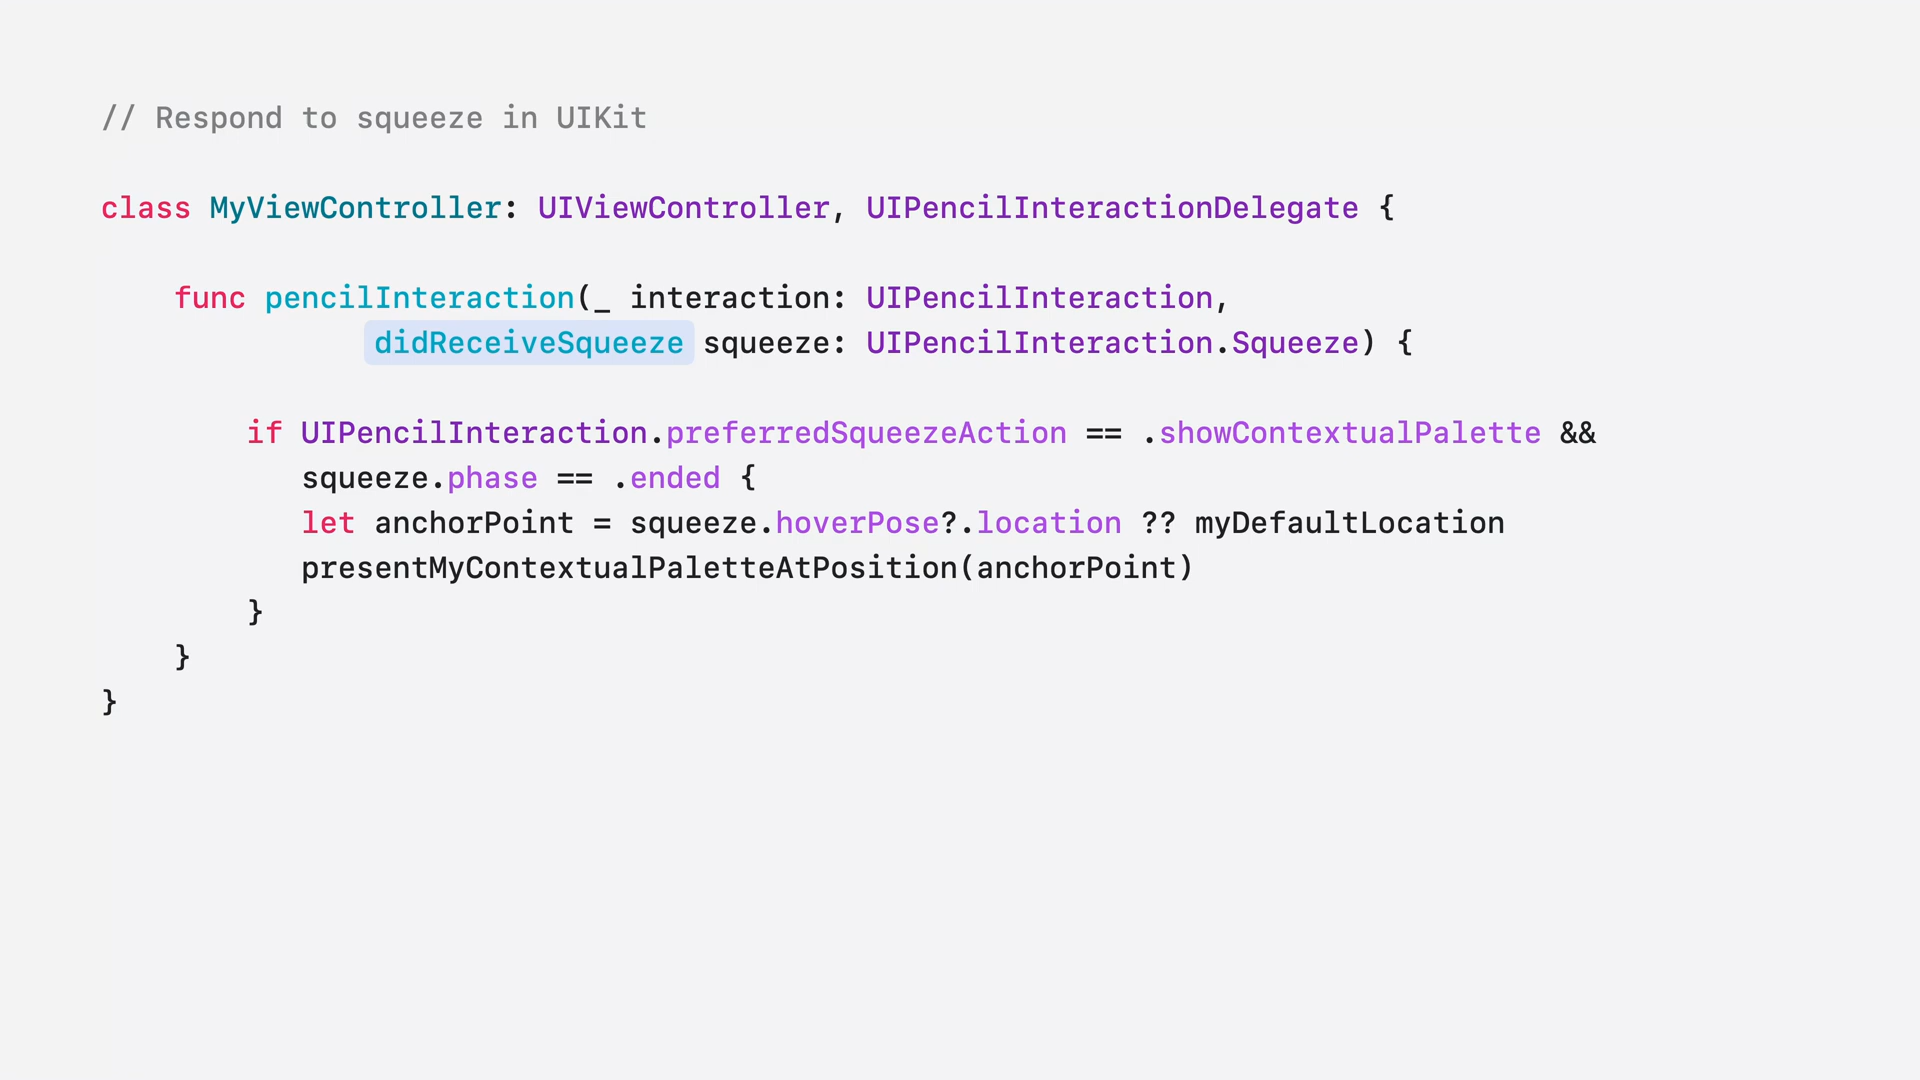 // Respond to squeeze in UIKit
class MyViewController: UIViewController, UIPencilInteractionDelegate {
func pencilInteraction(_ interaction: UIPencilInteraction,
didReceiveSqueeze squeeze: UIPencilInteraction.Squeeze) {
if UIPencilInteraction.preferredSqueezeAction == .showContextualPalette &&
squeeze.phase == .ended {
let anchorPoint = squeeze.hoverPose?.location ?? myDefaultLocation
presentMyContextualPaletteAtPosition(anchorPoint)
}
}
}